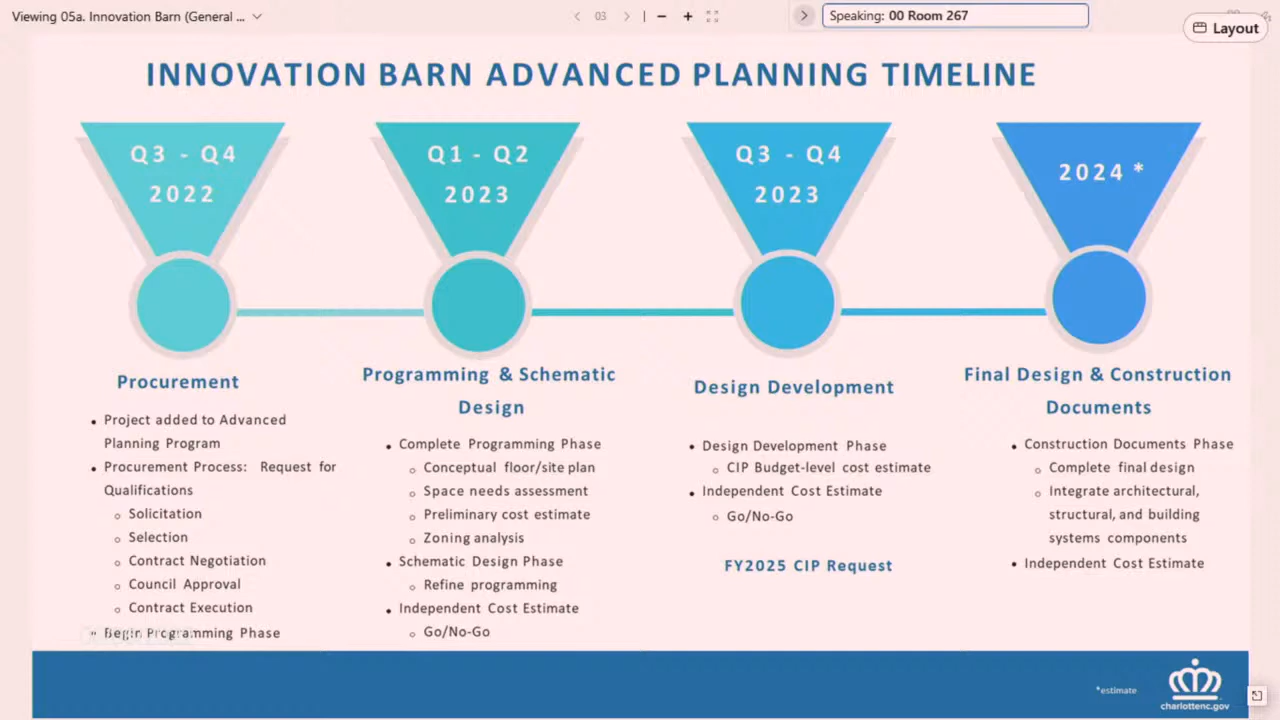 Viewing 05a. Innovation Barn (General ...
03
Speaking: 00 Room 267
Layout
INNOVATION BARN ADVANCED PLANNING TIMELINE
Q3 - Q4
2022
Q1 - Q2
2023
Q3 - Q4
2023
2024 *
Procurement
• Project added to Advanced
Planning Program
• Procurement Process: Request for
Qualifications
○ Solicitation
○ Selection
○ Contract Negotiation
○ Council Approval
○ Contract Execution
• Begin Programming Phase
Programming & Schematic
Design
• Complete Programming Phase
○ Conceptual floor/site plan
○ Space needs assessment
○ Preliminary cost estimate
○ Zoning analysis
• Schematic Design Phase
○ Refine programming
• Independent Cost Estimate
○ Go/No-Go
Design Development
• Design Development Phase
○ CIP Budget-level cost estimate
• Independent Cost Estimate
○ Go/No-Go
FY2025 CIP Request
Final Design & Construction
Documents
• Construction Documents Phase
○ Complete final design
○ Integrate architectural,
structural, and building
systems components
• Independent Cost Estimate
*estimate
charlottenc.gov